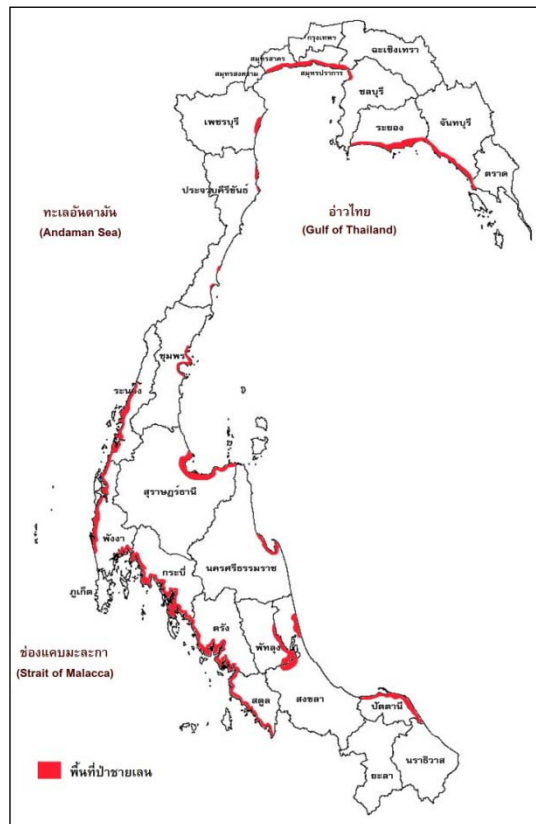 กรุงเทพฯ
ฉะเชิงเทรา
สมุทรสาคร
สมุทรสงคราม
สมุทรปราการ
ชลบุรี
เพชรบุรี
ระยอง
จันทบุรี
ตราด
ประจวบคีรีขันธ์
ทะเลอันดามัน
(Andaman Sea)
อ่าวไทย
(Gulf of Thailand)
ชุมพร
ระนอง
สุราษฎร์ธานี
พังงา
กระบี่
นครศรีธรรมราช
ภูเก็ต
ตรัง
พัทลุง
ช่องแคบมะละกา
(Strait of Malacca)
สตูล
สงขลา
ปัตตานี
ยะลา
นราธิวาส
พื้นที่ป่าชายเลน